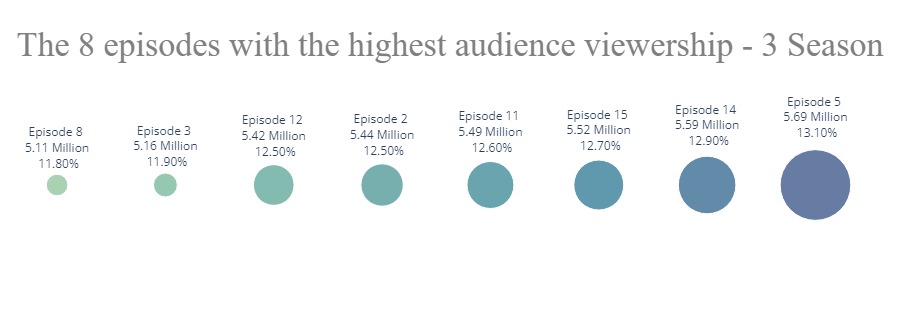 The 8 episodes with the highest audience viewership - 3 Season
Episode 8
5.11 Million
11.80%
Episode 3
5.16 Million
11.90%
Episode 12
5.42 Million
12.50%
Episode 2
5.44 Million
12.50%
Episode 11
5.49 Million
12.60%
Episode 15
5.52 Million
12.70%
Episode 14
5.59 Million
12.90%
Episode 5
5.69 Million
13.10%